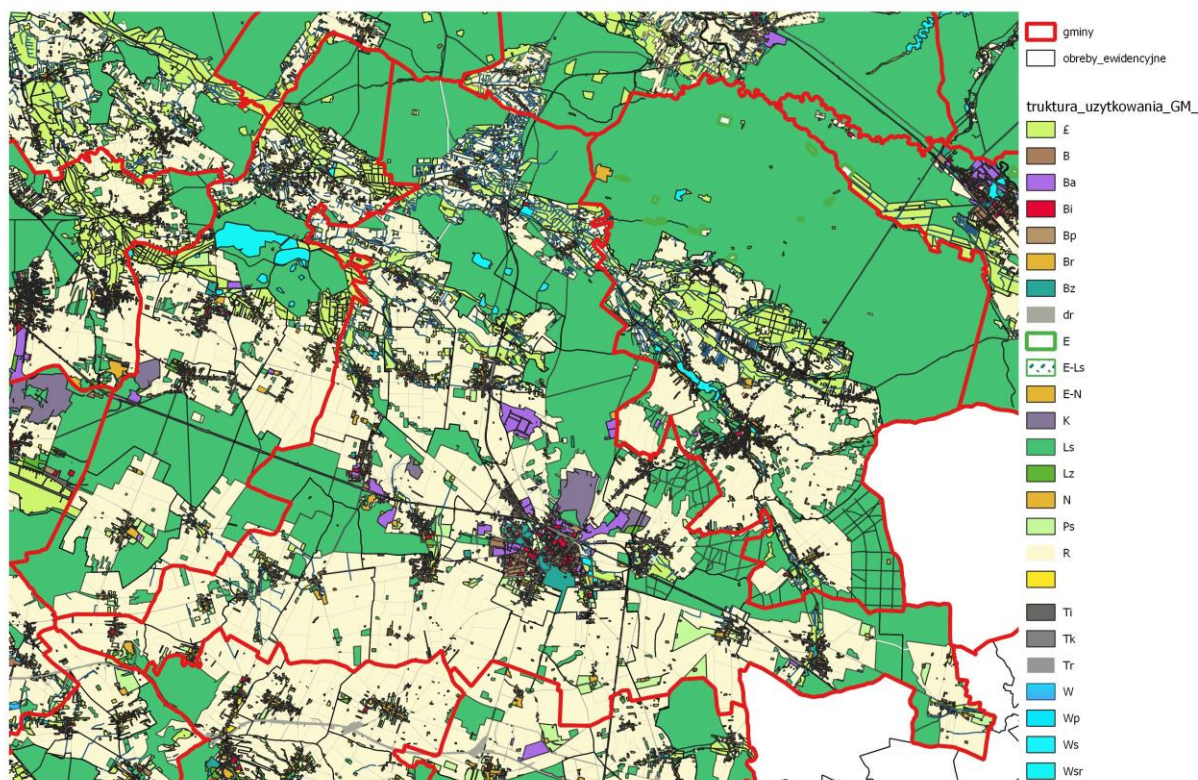 gminy
obreby_ewidencyjne
truktura_uzytkowania_GM_
£
B
Ba
Bi
Bp
Br
Bz
dr
E
E-Ls
E-N
K
Ls
Lz
N
Ps
R
Ti
Tk
Tr
W
Wp
Ws
Wsr